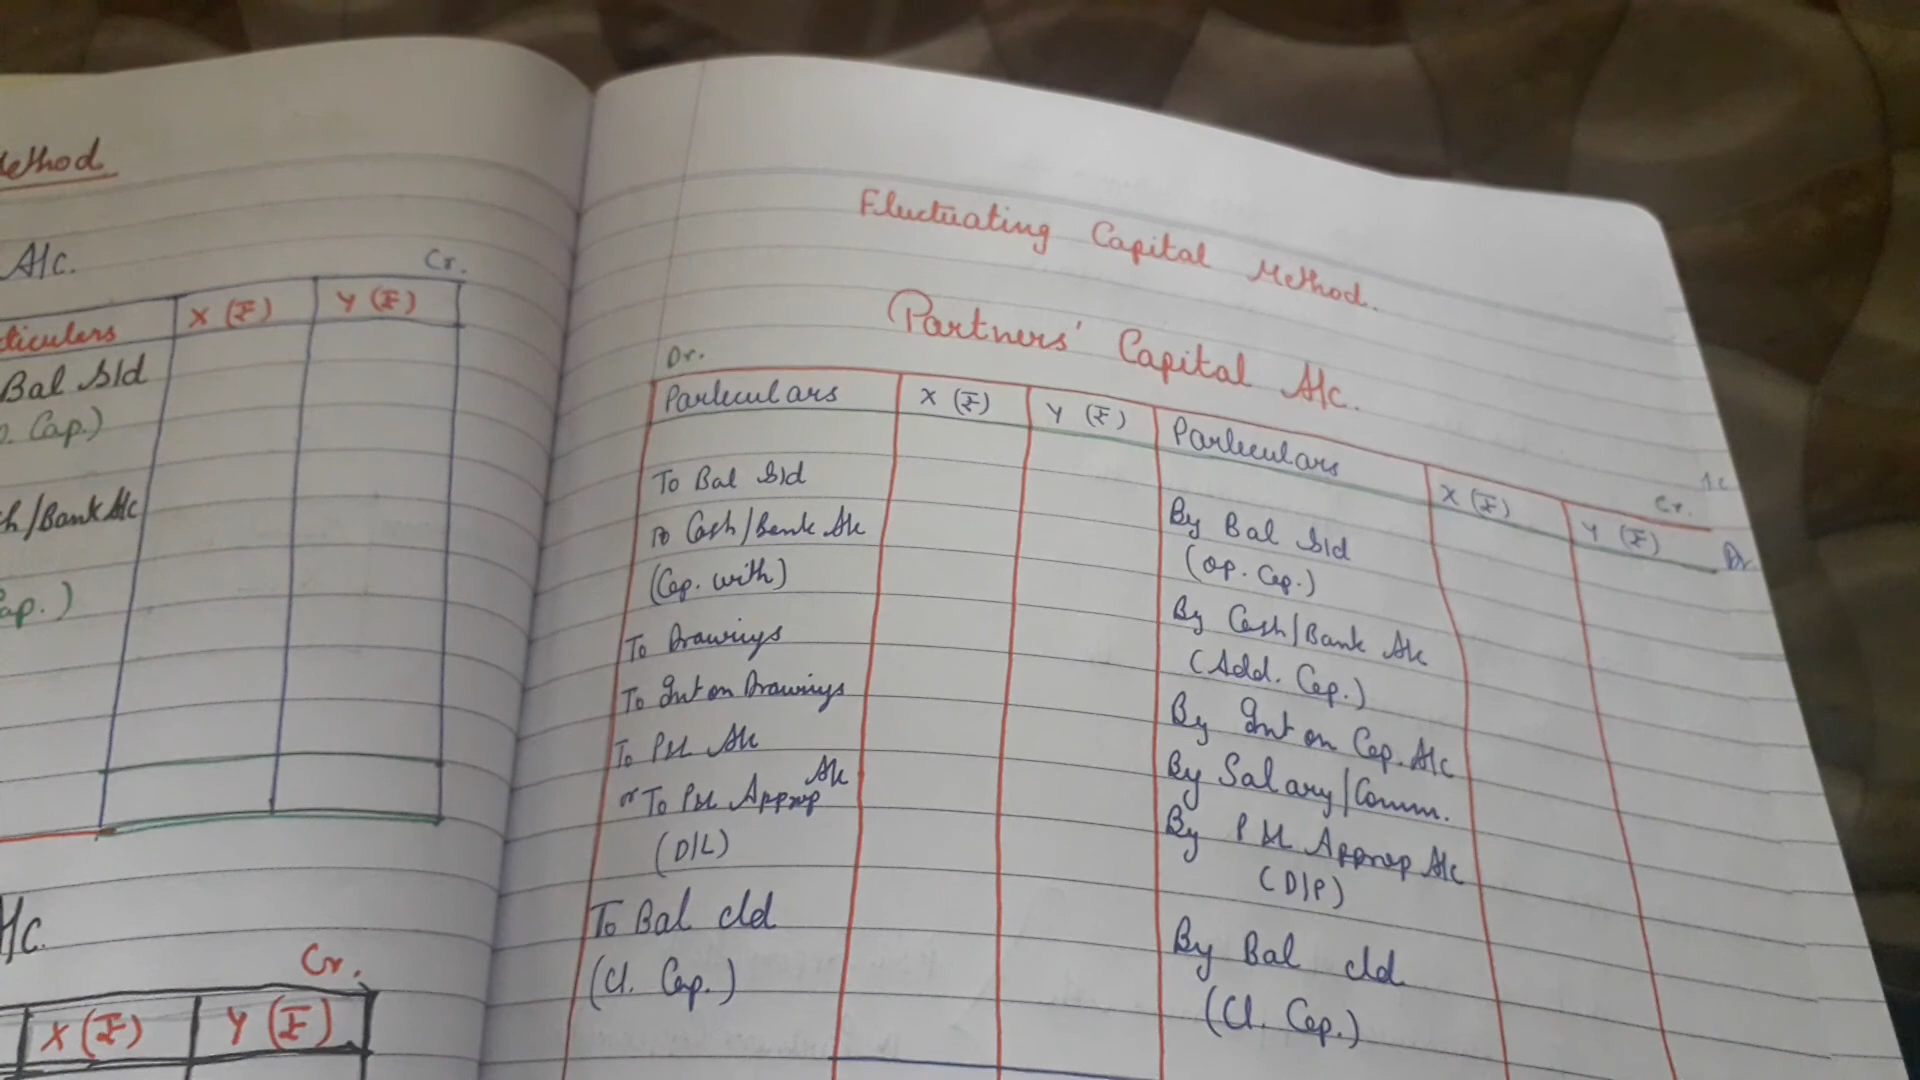 ethod
A/c.
Cr.
ticulers X (₹) Y (₹)
Bal b/d
Cap.)
h/Bank A/c
ap.)
A/c.
Cr.
X (₹) Y (₹)
Fluctuating Capital Method.
Partners' Capital A/c.
Dr.
Cr.
Particulars X (₹) Y (₹) Particulars X (₹) Y (₹)
To Bal b/d
To Cash/Bank A/c
(Cap. with)
To Drawings
To Int on Drawings
To P&L A/c
or To P&L Approp A/c
(D/L)
To Bal c/d
(Cl. Cap.)
By Bal b/d
(op. Cap.)
By Cash/Bank A/c
(Add. Cap.)
By Int on Cap. A/c
By Salary/Comm.
By P&L Approp A/c
(D/P)
By Bal c/d
(Cl. Cap.)
Dr.